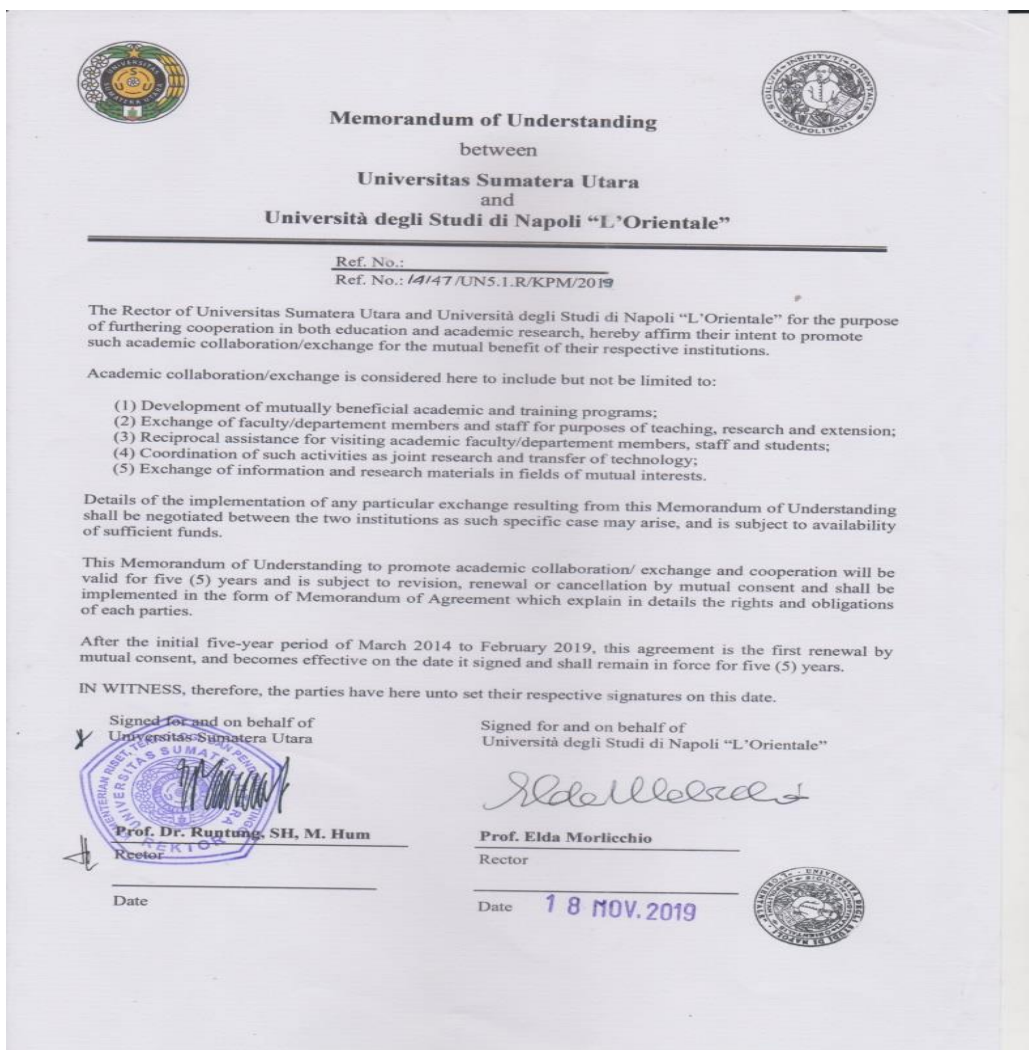 UNIVERSITAS
SUMATERA UTARA
SIGILLUM · INSTITVTI · ORIENTALIS
NEAPOLITANI
Memorandum of Understanding
between
Universitas Sumatera Utara
and
Università degli Studi di Napoli “L’Orientale”
Ref. No.:
Ref. No.: 14147/UN5.1.R/KPM/2019
The Rector of Universitas Sumatera Utara and Università degli Studi di Napoli “L’Orientale” for the purpose
of furthering cooperation in both education and academic research, hereby affirm their intent to promote
such academic collaboration/exchange for the mutual benefit of their respective institutions.
Academic collaboration/exchange is considered here to include but not be limited to:
(1) Development of mutually beneficial academic and training programs;
(2) Exchange of faculty/departement members and staff for purposes of teaching, research and extension;
(3) Reciprocal assistance for visiting academic faculty/departement members, staff and students;
(4) Coordination of such activities as joint research and transfer of technology;
(5) Exchange of information and research materials in fields of mutual interests.
Details of the implementation of any particular exchange resulting from this Memorandum of Understanding
shall be negotiated between the two institutions as such specific case may arise, and is subject to availability
of sufficient funds.
This Memorandum of Understanding to promote academic collaboration/ exchange and cooperation will be
valid for five (5) years and is subject to revision, renewal or cancellation by mutual consent and shall be
implemented in the form of Memorandum of Agreement which explain in details the rights and obligations
of each parties.
After the initial five-year period of March 2014 to February 2019, this agreement is the first renewal by
mutual consent, and becomes effective on the date it signed and shall remain in force for five (5) years.
IN WITNESS, therefore, the parties have here unto set their respective signatures on this date.
Signed for and on behalf of
Universitas Sumatera Utara
UNIVERSITAS SUMATERA UTARA
REKTOR
Prof. Dr. Runtung, SH, M. Hum
Rector
Date
Signed for and on behalf of
Università degli Studi di Napoli “L’Orientale”
Prof. Elda Morlicchio
Rector
Date 18 NOV. 2019